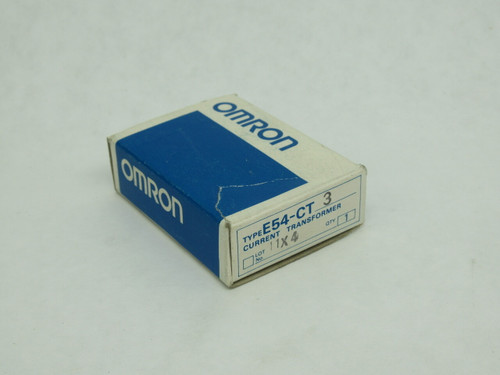 OMRON
OMRON
TYPE E54-CT 3
CURRENT TRANSFORMER
LOT No. 11X4 QTY 1